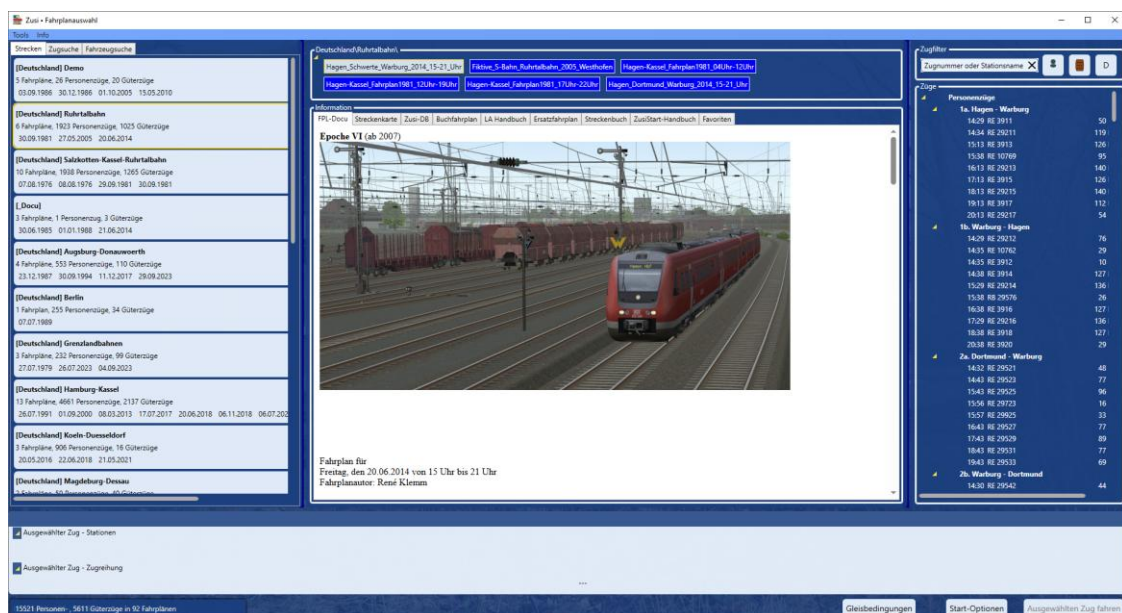 Zusi • Fahrplanauswahl
Tools Info
Strecken Zugsuche Fahrzeugsuche
[Deutschland] Demo
5 Fahrpläne, 26 Personenzüge, 20 Güterzüge
03.09.1986 30.12.1986 01.10.2005 15.05.2010
[Deutschland] Ruhrtalbahn
6 Fahrpläne, 1923 Personenzüge, 1025 Güterzüge
30.09.1981 27.05.2005 20.06.2014
[Deutschland] Salzkotten-Kassel-Ruhrtalbahn
10 Fahrpläne, 1938 Personenzüge, 1265 Güterzüge
07.08.1976 08.08.1976 29.09.1981 30.09.1981
[_Docu]
3 Fahrpläne, 1 Personenzug, 3 Güterzüge
30.06.1985 01.01.1988 21.06.2014
[Deutschland] Augsburg-Donauwoerth
4 Fahrpläne, 553 Personenzüge, 110 Güterzüge
23.12.1987 30.09.1994 11.12.2017 29.09.2023
[Deutschland] Berlin
1 Fahrplan, 255 Personenzüge, 34 Güterzüge
07.07.1989
[Deutschland] Grenzlandbahnen
3 Fahrpläne, 232 Personenzüge, 99 Güterzüge
27.07.1979 26.07.2023 04.09.2023
[Deutschland] Hamburg-Kassel
13 Fahrpläne, 4661 Personenzüge, 2137 Güterzüge
26.07.1991 01.09.2000 08.03.2013 17.07.2017 20.06.2018 06.11.2018 06.07.202
[Deutschland] Koeln-Duesseldorf
3 Fahrpläne, 906 Personenzüge, 16 Güterzüge
20.05.2016 22.06.2018 21.05.2021
[Deutschland] Magdeburg-Dessau
Deutschland\Ruhrtalbahn\
Hagen_Schwerte_Warburg_2014_15-21_Uhr Fiktive_S-Bahn_Ruhrtalbahn_2005_Westhofen Hagen-Kassel_Fahrplan1981_04Uhr-12Uhr
Hagen-Kassel_Fahrplan1981_12Uhr-19Uhr Hagen-Kassel_Fahrplan1981_17Uhr-22Uhr Hagen_Dortmund_Warburg_2014_15-21_Uhr
Information
FPL-Docu Streckenkarte Zusi-DB Buchfahrplan LA Handbuch Ersatzfahrplan Streckenbuch ZusiStart-Handbuch Favoriten
Epoche VI (ab 2007)
Fahrplan für
Freitag, den 20.06.2014 von 15 Uhr bis 21 Uhr
Fahrplanautor: René Klemm
Zugfilter
Zugnummer oder Stationsname D
Züge
Personenzüge
1a. Hagen - Warburg
14:29 RE 3911 50
14:34 RE 29211 119
15:13 RE 3913 126
15:38 RE 10769 95
16:13 RE 29213 140
17:13 RE 3915 126
18:13 RE 29215 140
19:13 RE 3917 112
20:13 RE 29217 54
1b. Warburg - Hagen
14:29 RE 29212 76
14:35 RE 10762 29
14:35 RE 3912 10
14:38 RE 3914 127
15:29 RE 29214 136
15:38 RB 29576 26
16:38 RE 3916 127
17:29 RE 29216 136
18:38 RE 3918 127
20:38 RE 3920 29
2a. Dortmund - Warburg
14:32 RE 29521 48
14:43 RE 29523 77
15:43 RE 29525 96
15:56 RE 29723 16
15:57 RE 29925 33
16:43 RE 29527 77
17:43 RE 29529 89
18:43 RE 29531 77
19:43 RE 29533 69
2b. Warburg - Dortmund
14:30 RE 29542 44
Ausgewählter Zug - Stationen
Ausgewählter Zug - Zugreihung
...
15521 Personen- , 5611 Güterzüge in 92 Fahrplänen
Gleisbedingungen Start-Optionen Ausgewählten Zug fahren